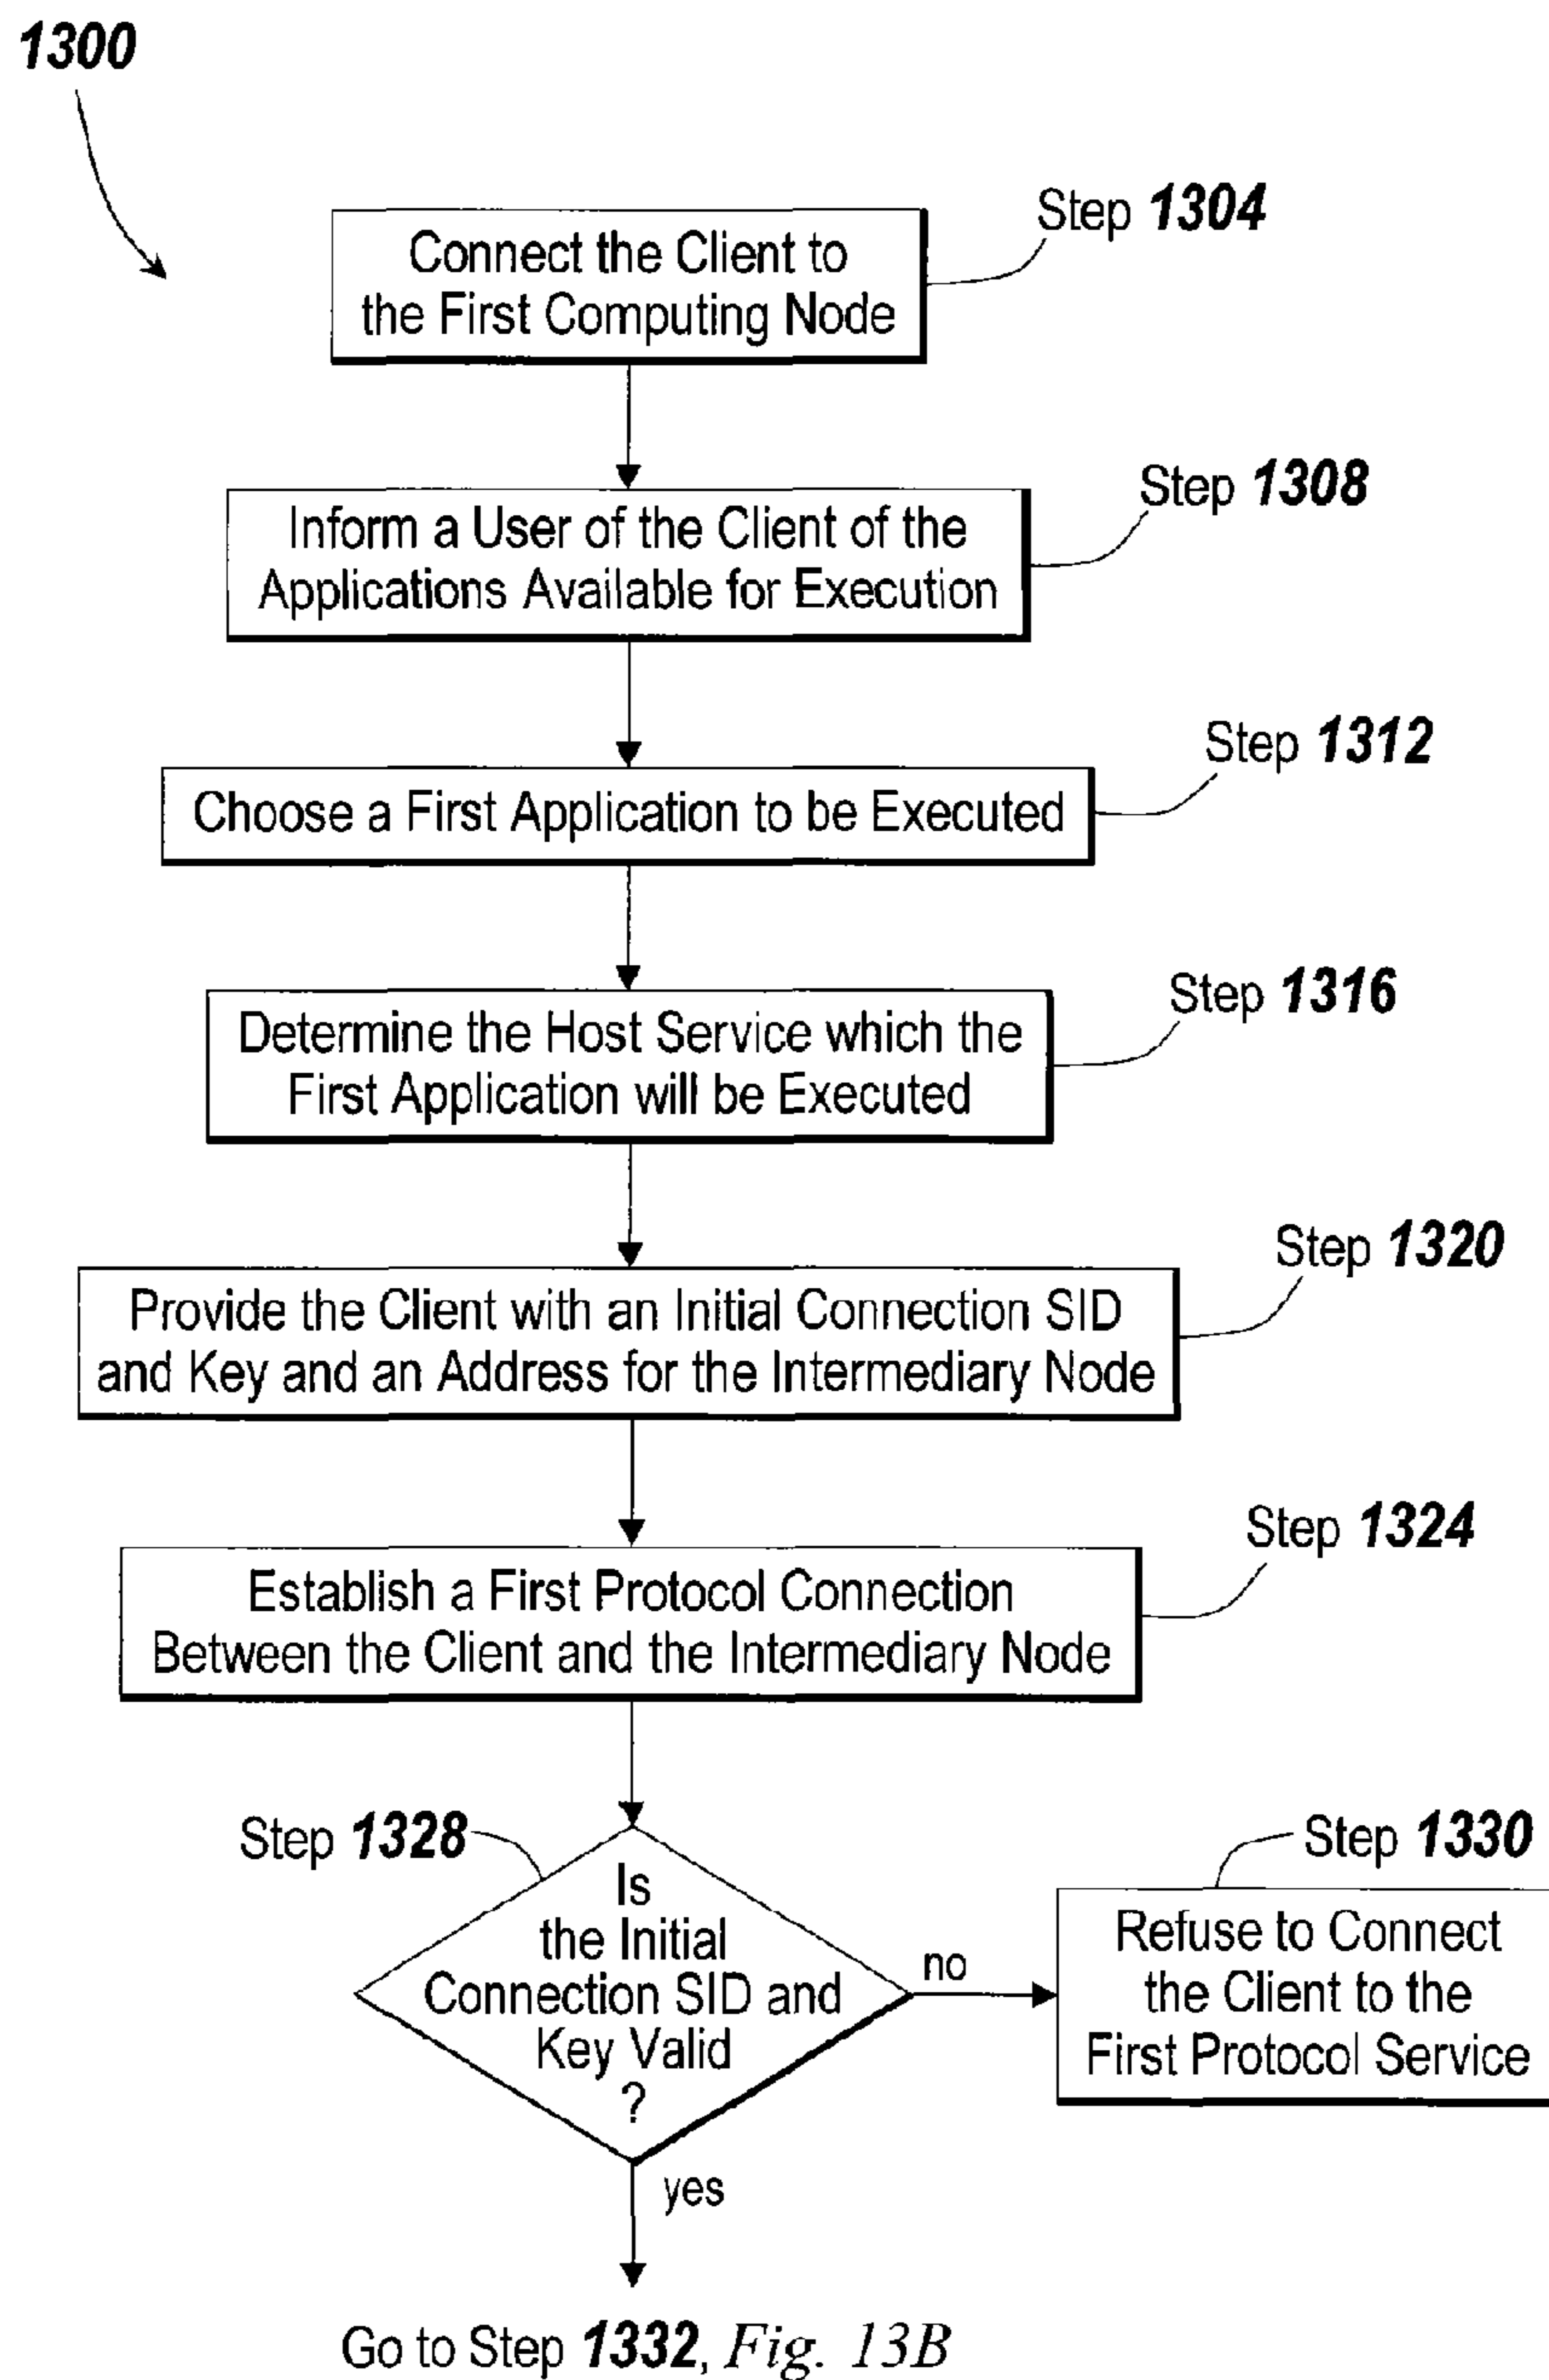 1300
Step 1304
Connect the Client to
the First Computing Node
Step 1308
Inform a User of the Client of the
Applications Available for Execution
Step 1312
Choose a First Application to be Executed
Step 1316
Determine the Host Service which the
First Application will be Executed
Step 1320
Provide the Client with an Initial Connection SID
and Key and an Address for the Intermediary Node
Step 1324
Establish a First Protocol Connection
Between the Client and the Intermediary Node
Step 1328
Is
the Initial
Connection SID and
Key Valid
?
no
Step 1330
Refuse to Connect
the Client to the
First Protocol Service
yes
Go to Step 1332, Fig. 13B